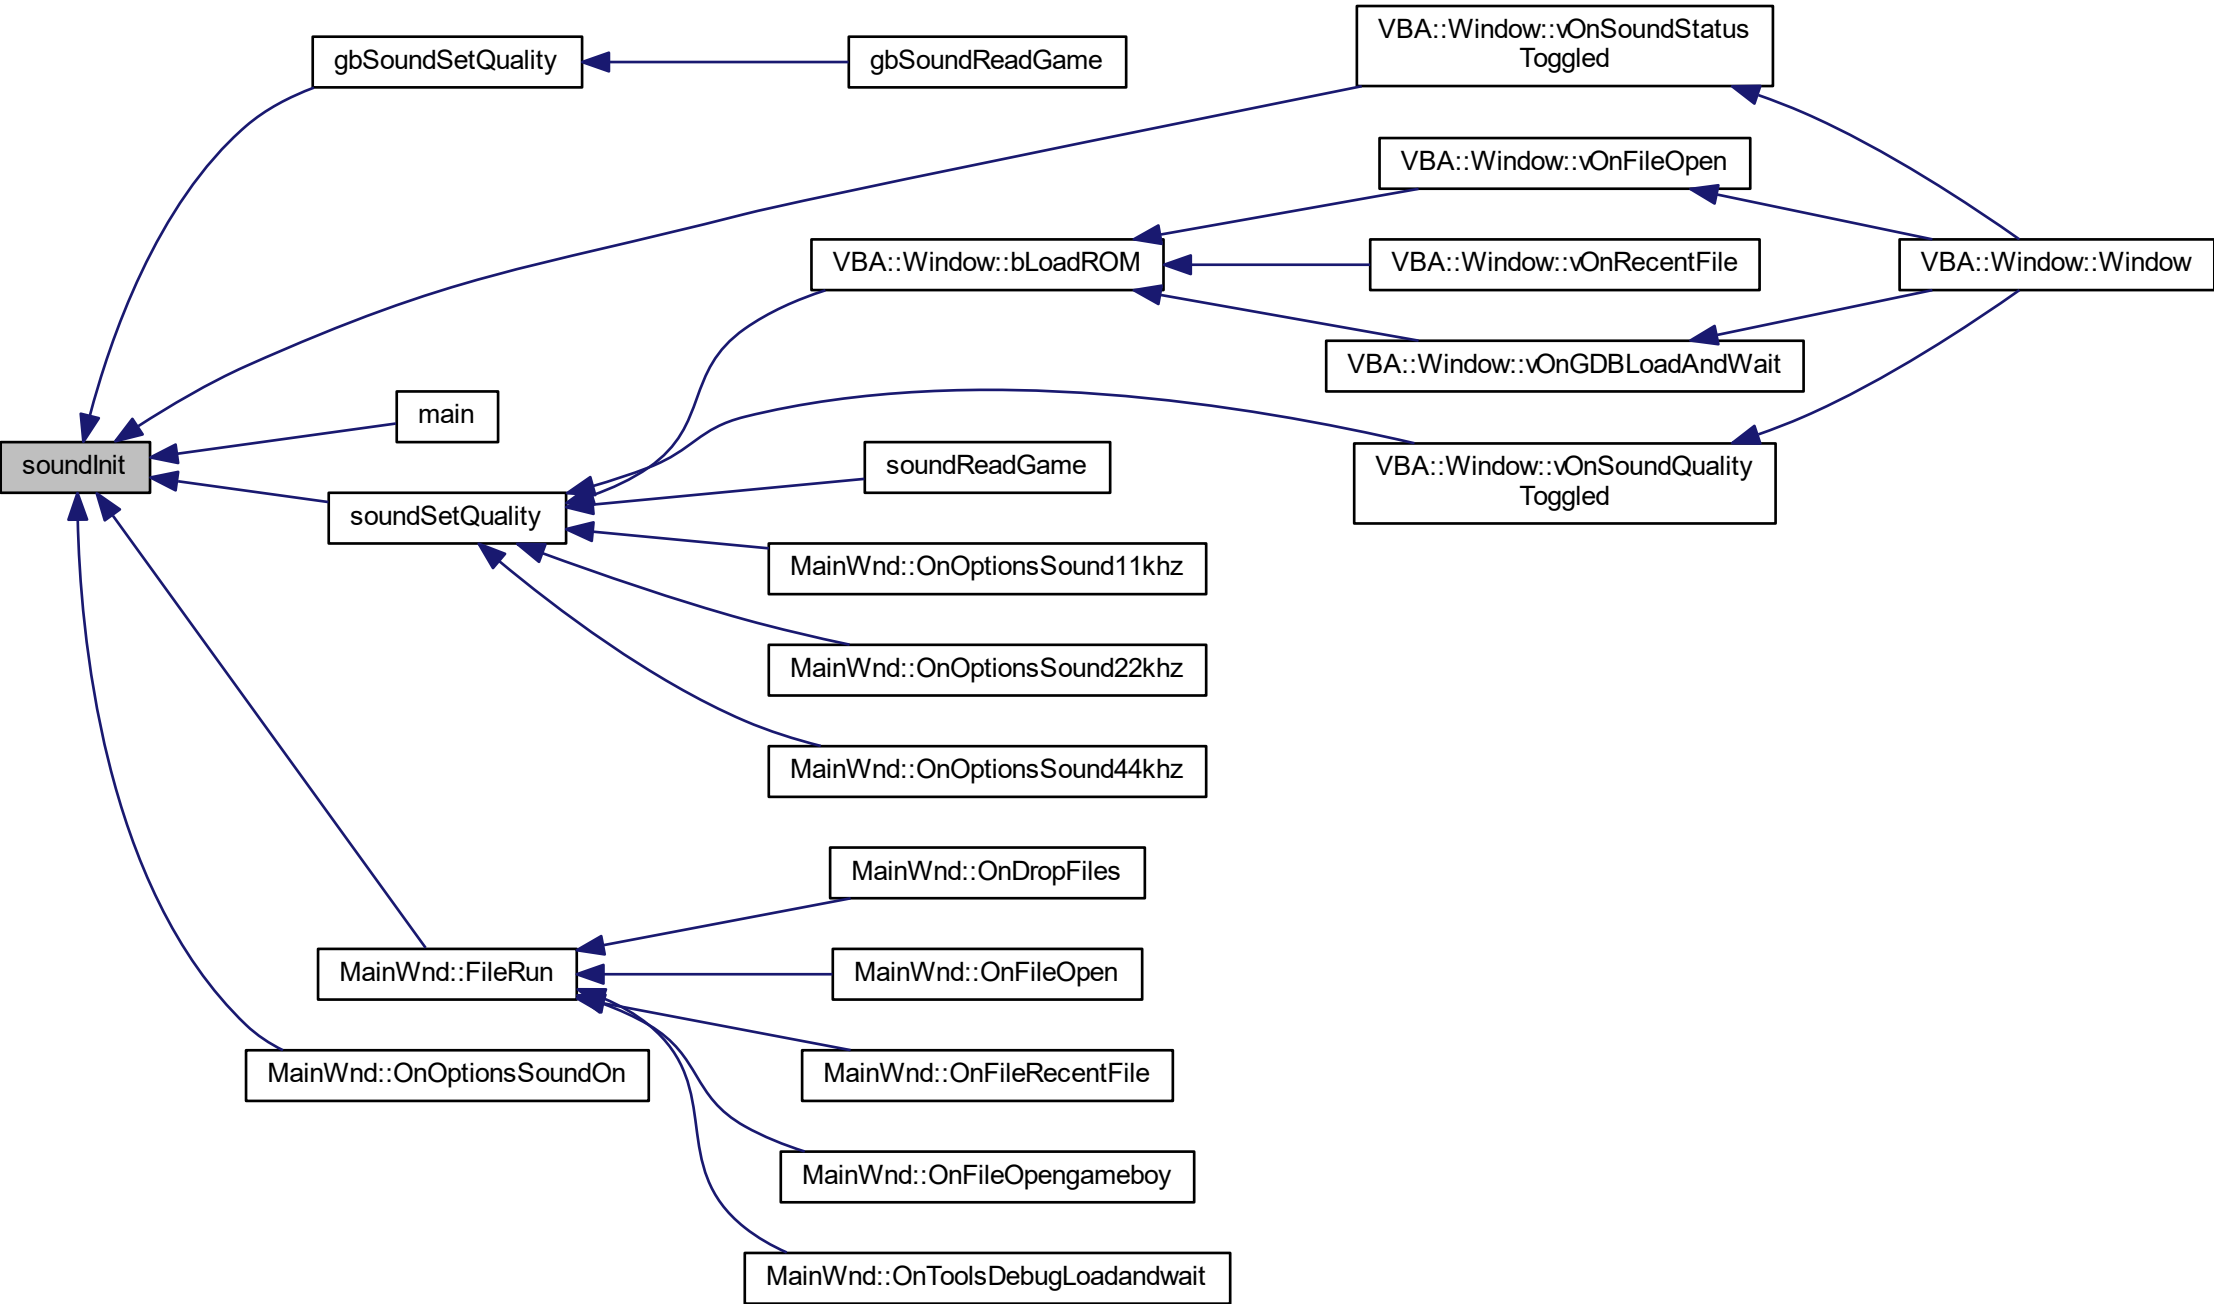 VBA::Window::vOnSoundStatus
Toggled
gbSoundSetQuality
gbSoundReadGame
VBA::Window::vOnFileOpen
VBA::Window::bLoadROM
VBA::Window::vOnRecentFile
VBA::Window::Window
VBA::Window::vOnGDBLoadAndWait
main
soundInit
soundReadGame
VBA::Window::vOnSoundQuality
Toggled
soundSetQuality
MainWnd::OnOptionsSound11khz
MainWnd::OnOptionsSound22khz
MainWnd::OnOptionsSound44khz
MainWnd::OnDropFiles
MainWnd::FileRun
MainWnd::OnFileOpen
MainWnd::OnOptionsSoundOn
MainWnd::OnFileRecentFile
MainWnd::OnFileOpengameboy
MainWnd::OnToolsDebugLoadandwait